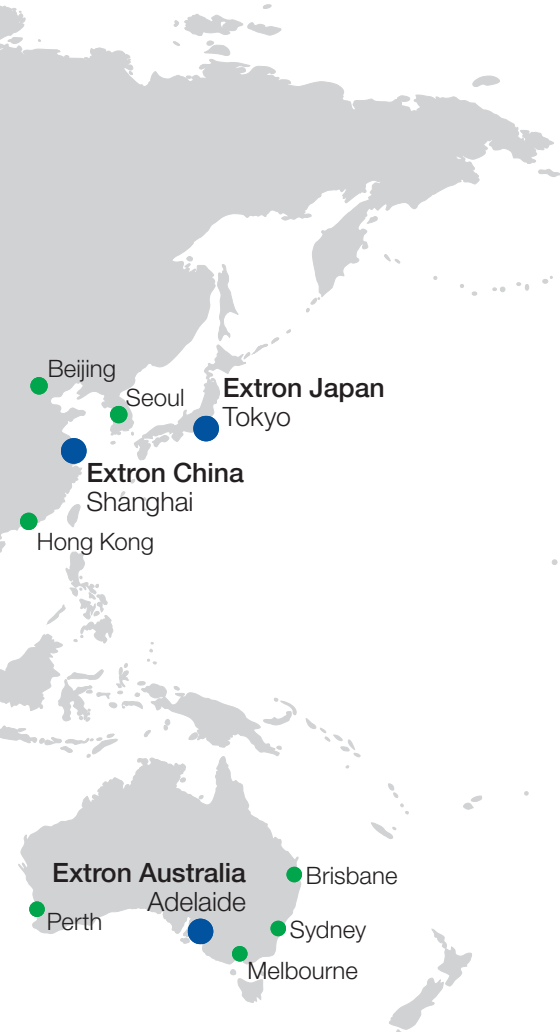 Beijing
Seoul
Extron Japan
Tokyo
Extron China
Shanghai
Hong Kong
Extron Australia
Adelaide
Brisbane
Perth
Sydney
Melbourne